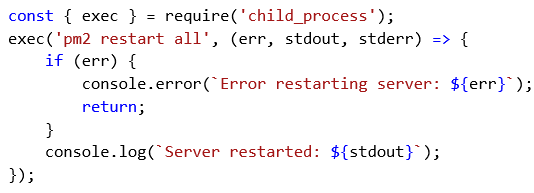 const { exec } = require('child_process');
exec('pm2 restart all', (err, stdout, stderr) => {
    if (err) {
        console.error(`Error restarting server: ${err}`);
        return;
    }
    console.log(`Server restarted: ${stdout}`);
});